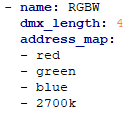 - name: RGBW
dmx_length: 4
address_map:
- red
- green
- blue
- 2700k